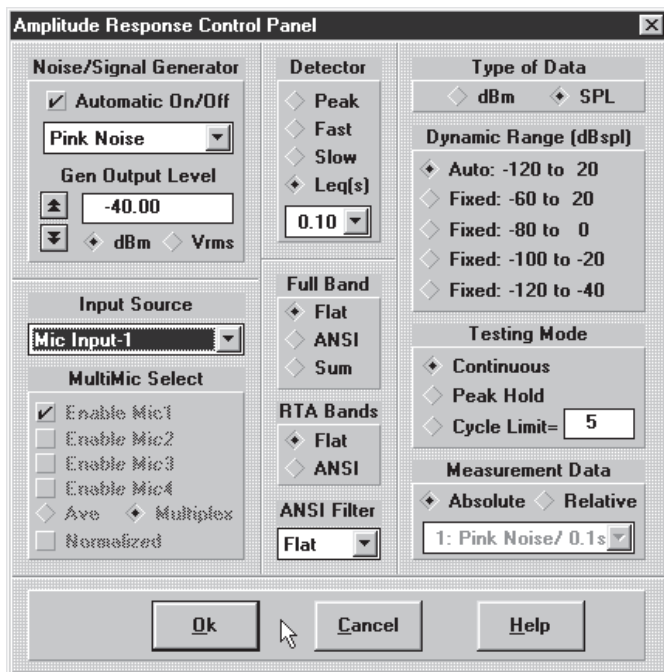 Amplitude Response Control Panel
Noise/Signal Generator
Automatic On/Off
Pink Noise
Gen Output Level
-40.00
dBm Vrms
Input Source
Mic Input-1
MultiMic Select
Enable Mic1
Enable Mic2
Enable Mic3
Enable Mic4
Ave Multiplex
Normalized
Detector
Peak
Fast
Slow
Leq(s)
0.10
Full Band
Flat
ANSI
Sum
RTA Bands
Flat
ANSI
ANSI Filter
Flat
Type of Data
dBm SPL
Dynamic Range (dBspl)
Auto: -120 to 20
Fixed: -60 to 20
Fixed: -80 to 0
Fixed: -100 to -20
Fixed: -120 to -40
Testing Mode
Continuous
Peak Hold
Cycle Limit= 5
Measurement Data
Absolute Relative
1: Pink Noise/ 0.1s
Ok Cancel Help